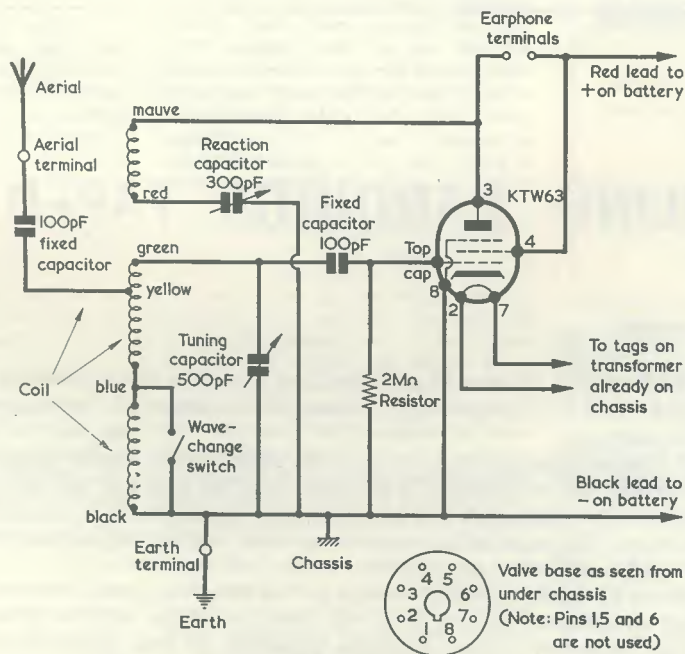 Earphone
terminals
Red lead to
+ on battery
Aerial
mauve
Aerial
terminal
Reaction
capacitor
300pF
red
Fixed
capacitor
100pF
3
KTW63
4
100pF
fixed
capacitor
green
Top
cap
8
2
7
yellow
Tuning
capacitor
500pF
To tags on
transformer
already on
chassis
Coil
blue
2MΩ
Resistor
Wave-
change
switch
Black lead to
- on battery
black
Earth
terminal
Chassis
Earth
4 5
3 6
2 7
1 8
Valve base as seen from
under chassis
(Note: Pins 1,5 and 6
are not used)